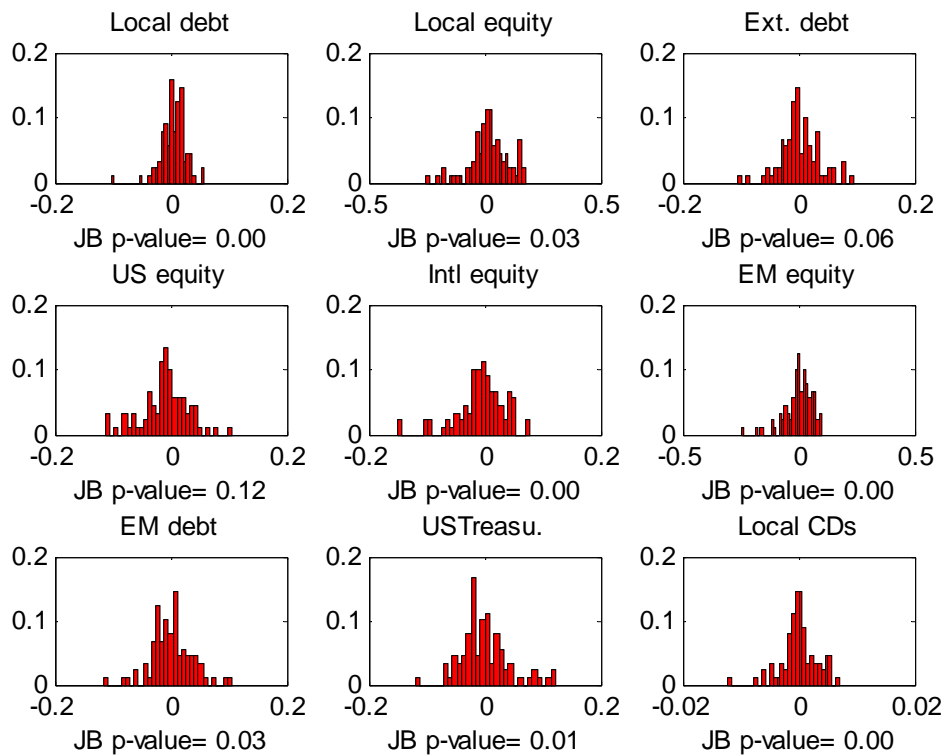 Local debt
0.2
0.1
0
-0.2 0 0.2
JB p-value= 0.00
Local equity
0.2
0.1
0
-0.5 0 0.5
JB p-value= 0.03
Ext. debt
0.2
0.1
0
-0.2 0 0.2
JB p-value= 0.06
US equity
0.2
0.1
0
-0.2 0 0.2
JB p-value= 0.12
Intl equity
0.2
0.1
0
-0.2 0 0.2
JB p-value= 0.00
EM equity
0.2
0.1
0
-0.5 0 0.5
JB p-value= 0.00
EM debt
0.2
0.1
0
-0.2 0 0.2
JB p-value= 0.03
USTreasu.
0.2
0.1
0
-0.2 0 0.2
JB p-value= 0.01
Local CDs
0.2
0.1
0
-0.02 0 0.02
JB p-value= 0.00